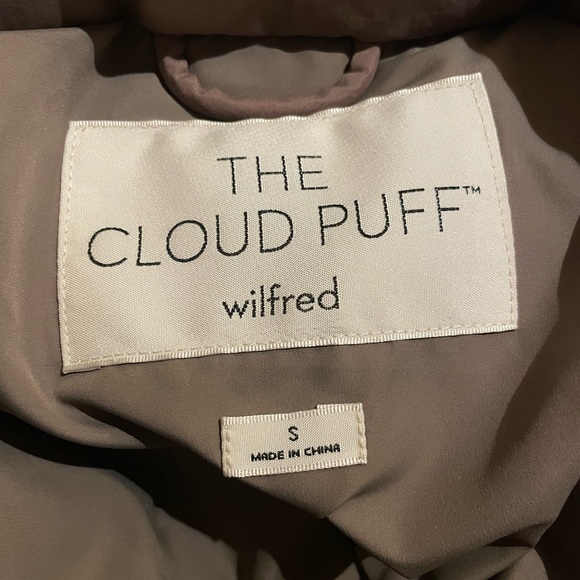 THE
CLOUD PUFF™
wilfred
S
MADE IN CHINA